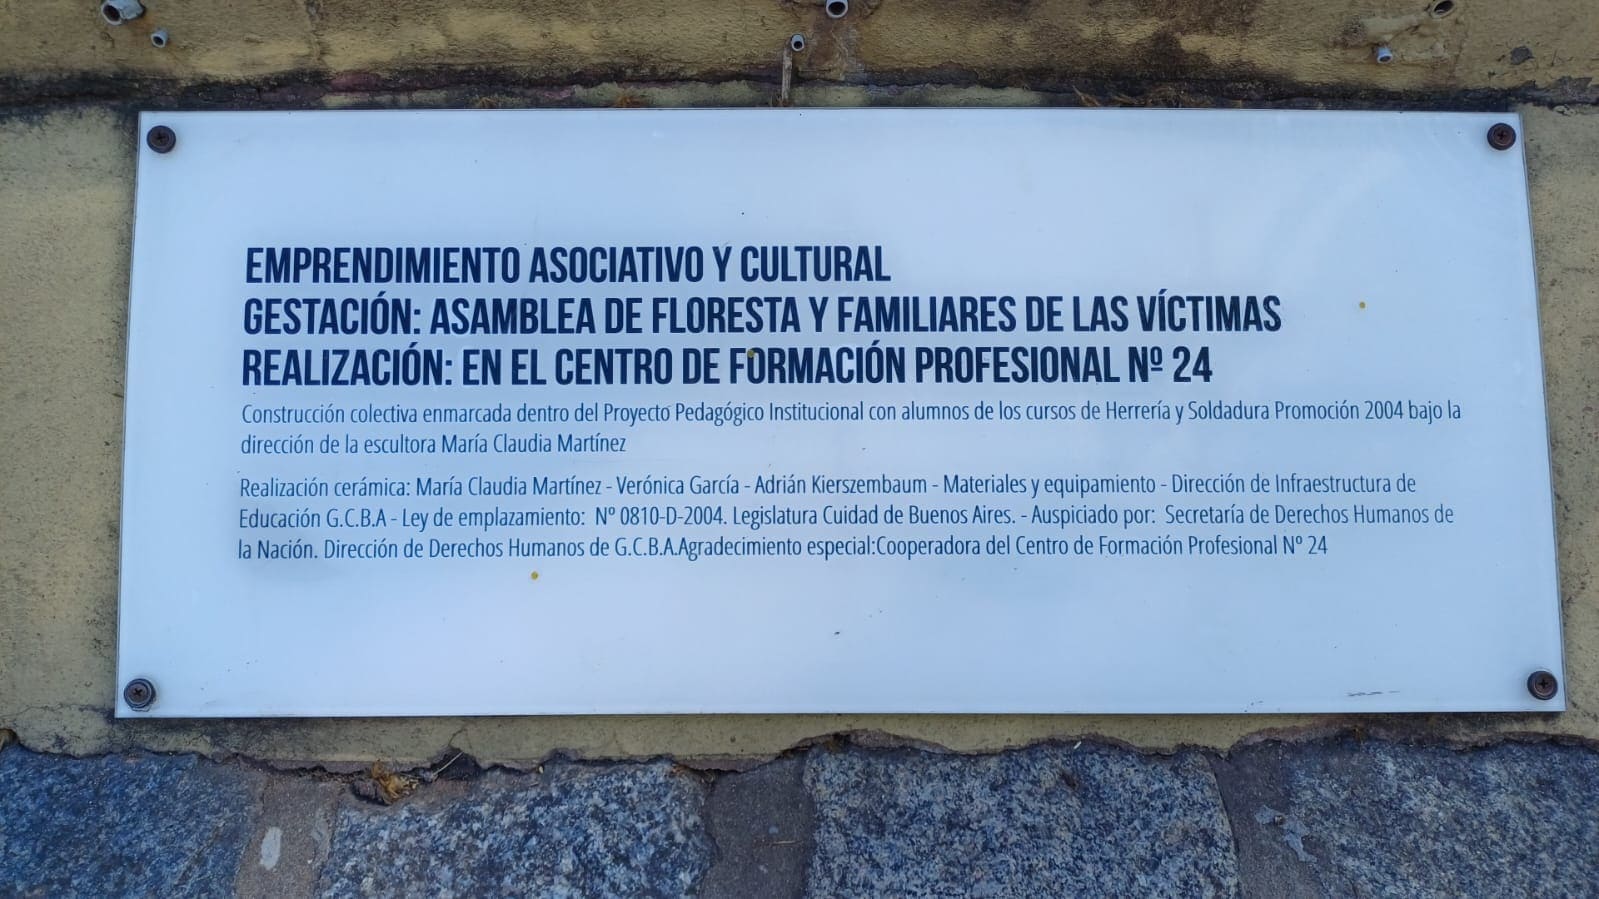 EMPRENDIMIENTO ASOCIATIVO Y CULTURAL
GESTACIÓN: ASAMBLEA DE FLORESTA Y FAMILIARES DE LAS VÍCTIMAS
REALIZACIÓN: EN EL CENTRO DE FORMACIÓN PROFESIONAL Nº 24
Construcción colectiva enmarcada dentro del Proyecto Pedagógico Institucional con alumnos de los cursos de Herrería y Soldadura Promoción 2004 bajo la
dirección de la escultora María Claudia Martínez
Realización cerámica: María Claudia Martínez - Verónica García - Adrián Kierszembaum - Materiales y equipamiento - Dirección de Infraestructura de
Educación G.C.B.A - Ley de emplazamiento: Nº 0810-D-2004. Legislatura Cuidad de Buenos Aires. - Auspiciado por: Secretaría de Derechos Humanos de
la Nación. Dirección de Derechos Humanos de G.C.B.A.Agradecimiento especial:Cooperadora del Centro de Formación Profesional Nº 24